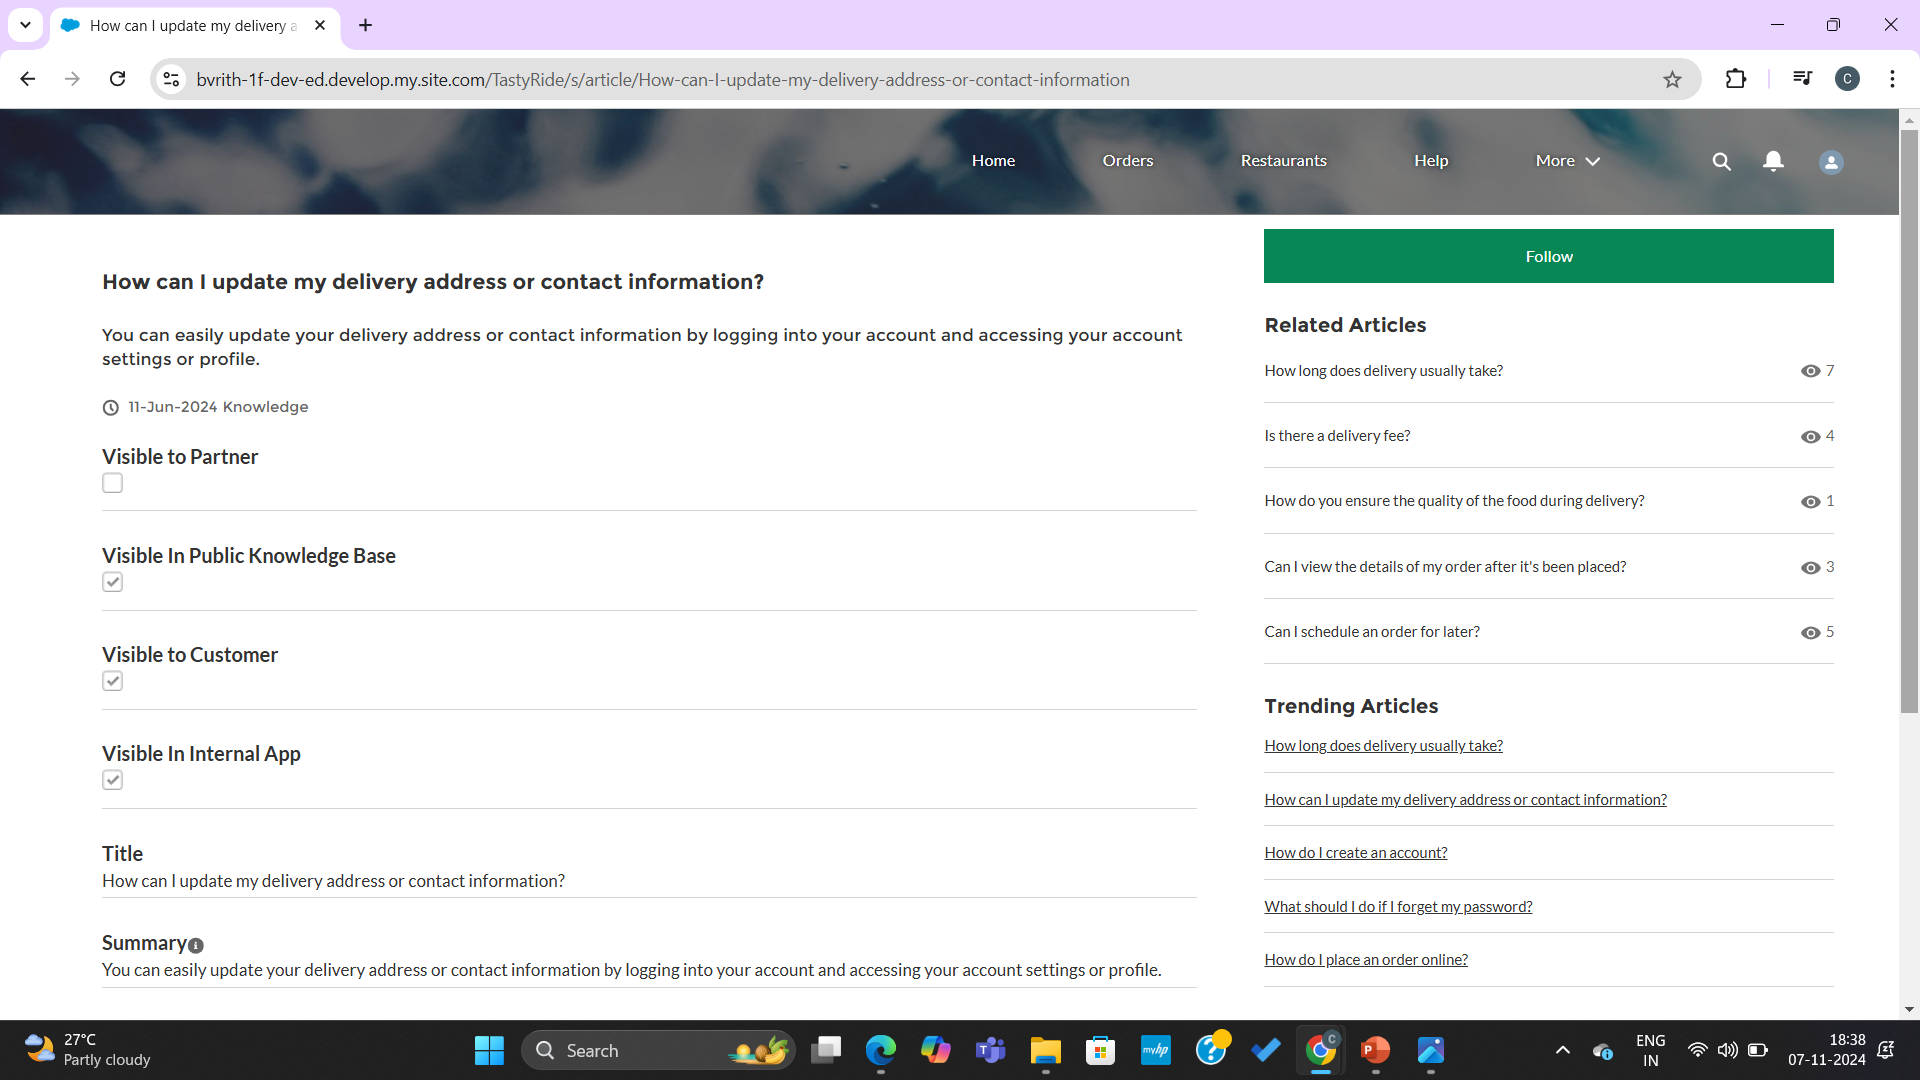 How can I update my delivery a
bvrith-1f-dev-ed.develop.my.site.com/TastyRide/s/article/How-can-I-update-my-delivery-address-or-contact-information
C
Home Orders Restaurants Help More
How can I update my delivery address or contact information?
You can easily update your delivery address or contact information by logging into your account and accessing your account
settings or profile.
11-Jun-2024 Knowledge
Visible to Partner
Visible In Public Knowledge Base
Visible to Customer
Visible In Internal App
Title
How can I update my delivery address or contact information?
Summary
You can easily update your delivery address or contact information by logging into your account and accessing your account settings or profile.
Follow
Related Articles
How long does delivery usually take? 7
Is there a delivery fee? 4
How do you ensure the quality of the food during delivery? 1
Can I view the details of my order after it's been placed? 3
Can I schedule an order for later? 5
Trending Articles
How long does delivery usually take?
How can I update my delivery address or contact information?
How do I create an account?
What should I do if I forget my password?
How do I place an order online?
27°C
Partly cloudy
Search
myhp
C
ENG
IN
18:38
07-11-2024